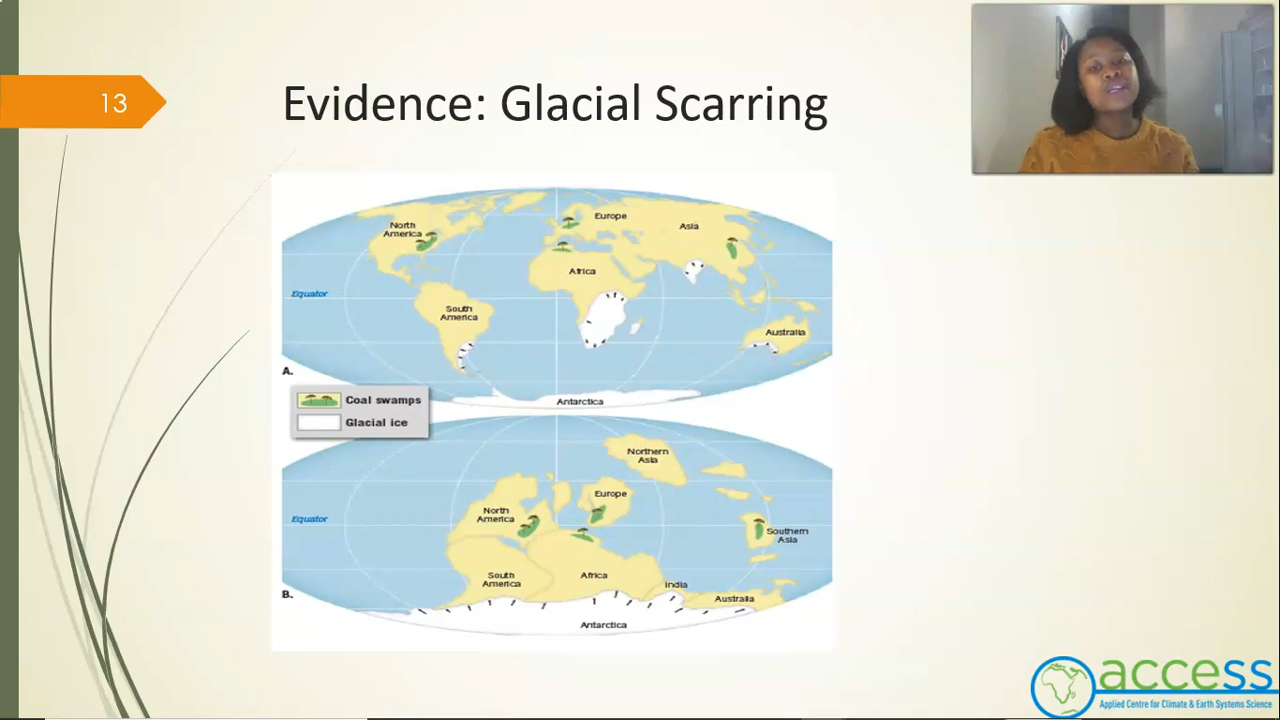 13
Evidence: Glacial Scarring
North
America
Europe
Asia
Africa
Equator
South
America
Australia
A.
Antarctica
Coal swamps
Glacial ice
Northern
Asia
Europe
North
America
Equator
Southern
Asia
South
America
Africa
India
Australia
B.
Antarctica
access
Applied Centre for Climate & Earth Systems Science